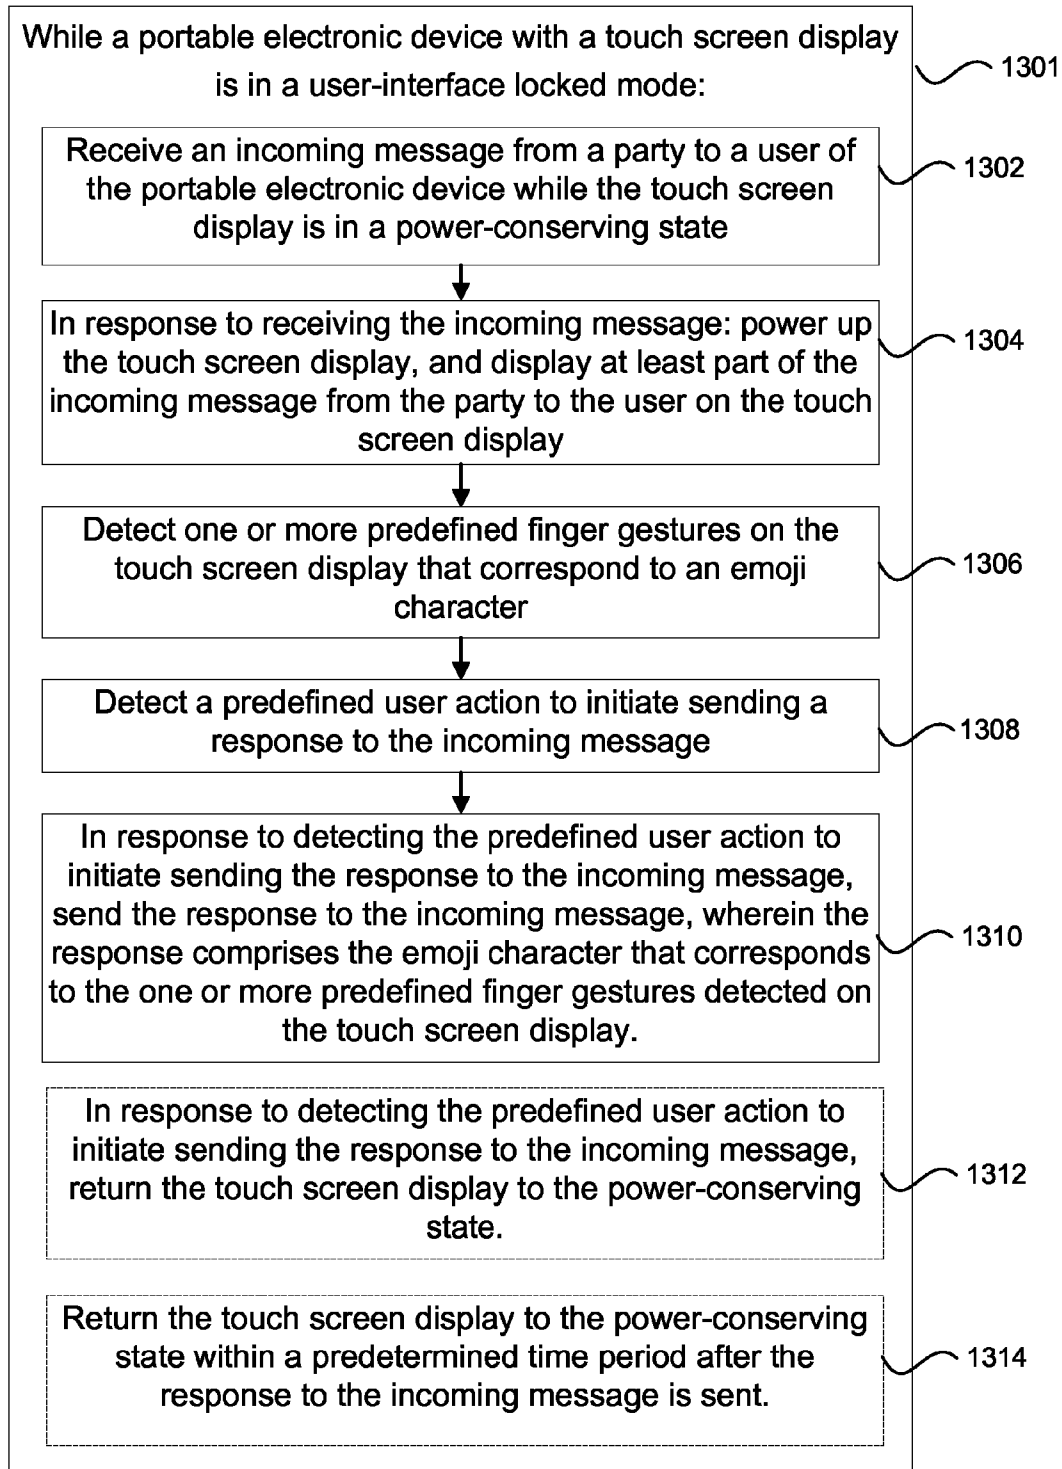 While a portable electronic device with a touch screen display
is in a user-interface locked mode:
1301
Receive an incoming message from a party to a user of
the portable electronic device while the touch screen
display is in a power-conserving state
1302
In response to receiving the incoming message: power up
the touch screen display, and display at least part of the
incoming message from the party to the user on the touch
screen display
1304
Detect one or more predefined finger gestures on the
touch screen display that correspond to an emoji
character
1306
Detect a predefined user action to initiate sending a
response to the incoming message
1308
In response to detecting the predefined user action to
initiate sending the response to the incoming message,
send the response to the incoming message, wherein the
response comprises the emoji character that corresponds
to the one or more predefined finger gestures detected on
the touch screen display.
1310
In response to detecting the predefined user action to
initiate sending the response to the incoming message,
return the touch screen display to the power-conserving
state.
1312
Return the touch screen display to the power-conserving
state within a predetermined time period after the
response to the incoming message is sent.
1314